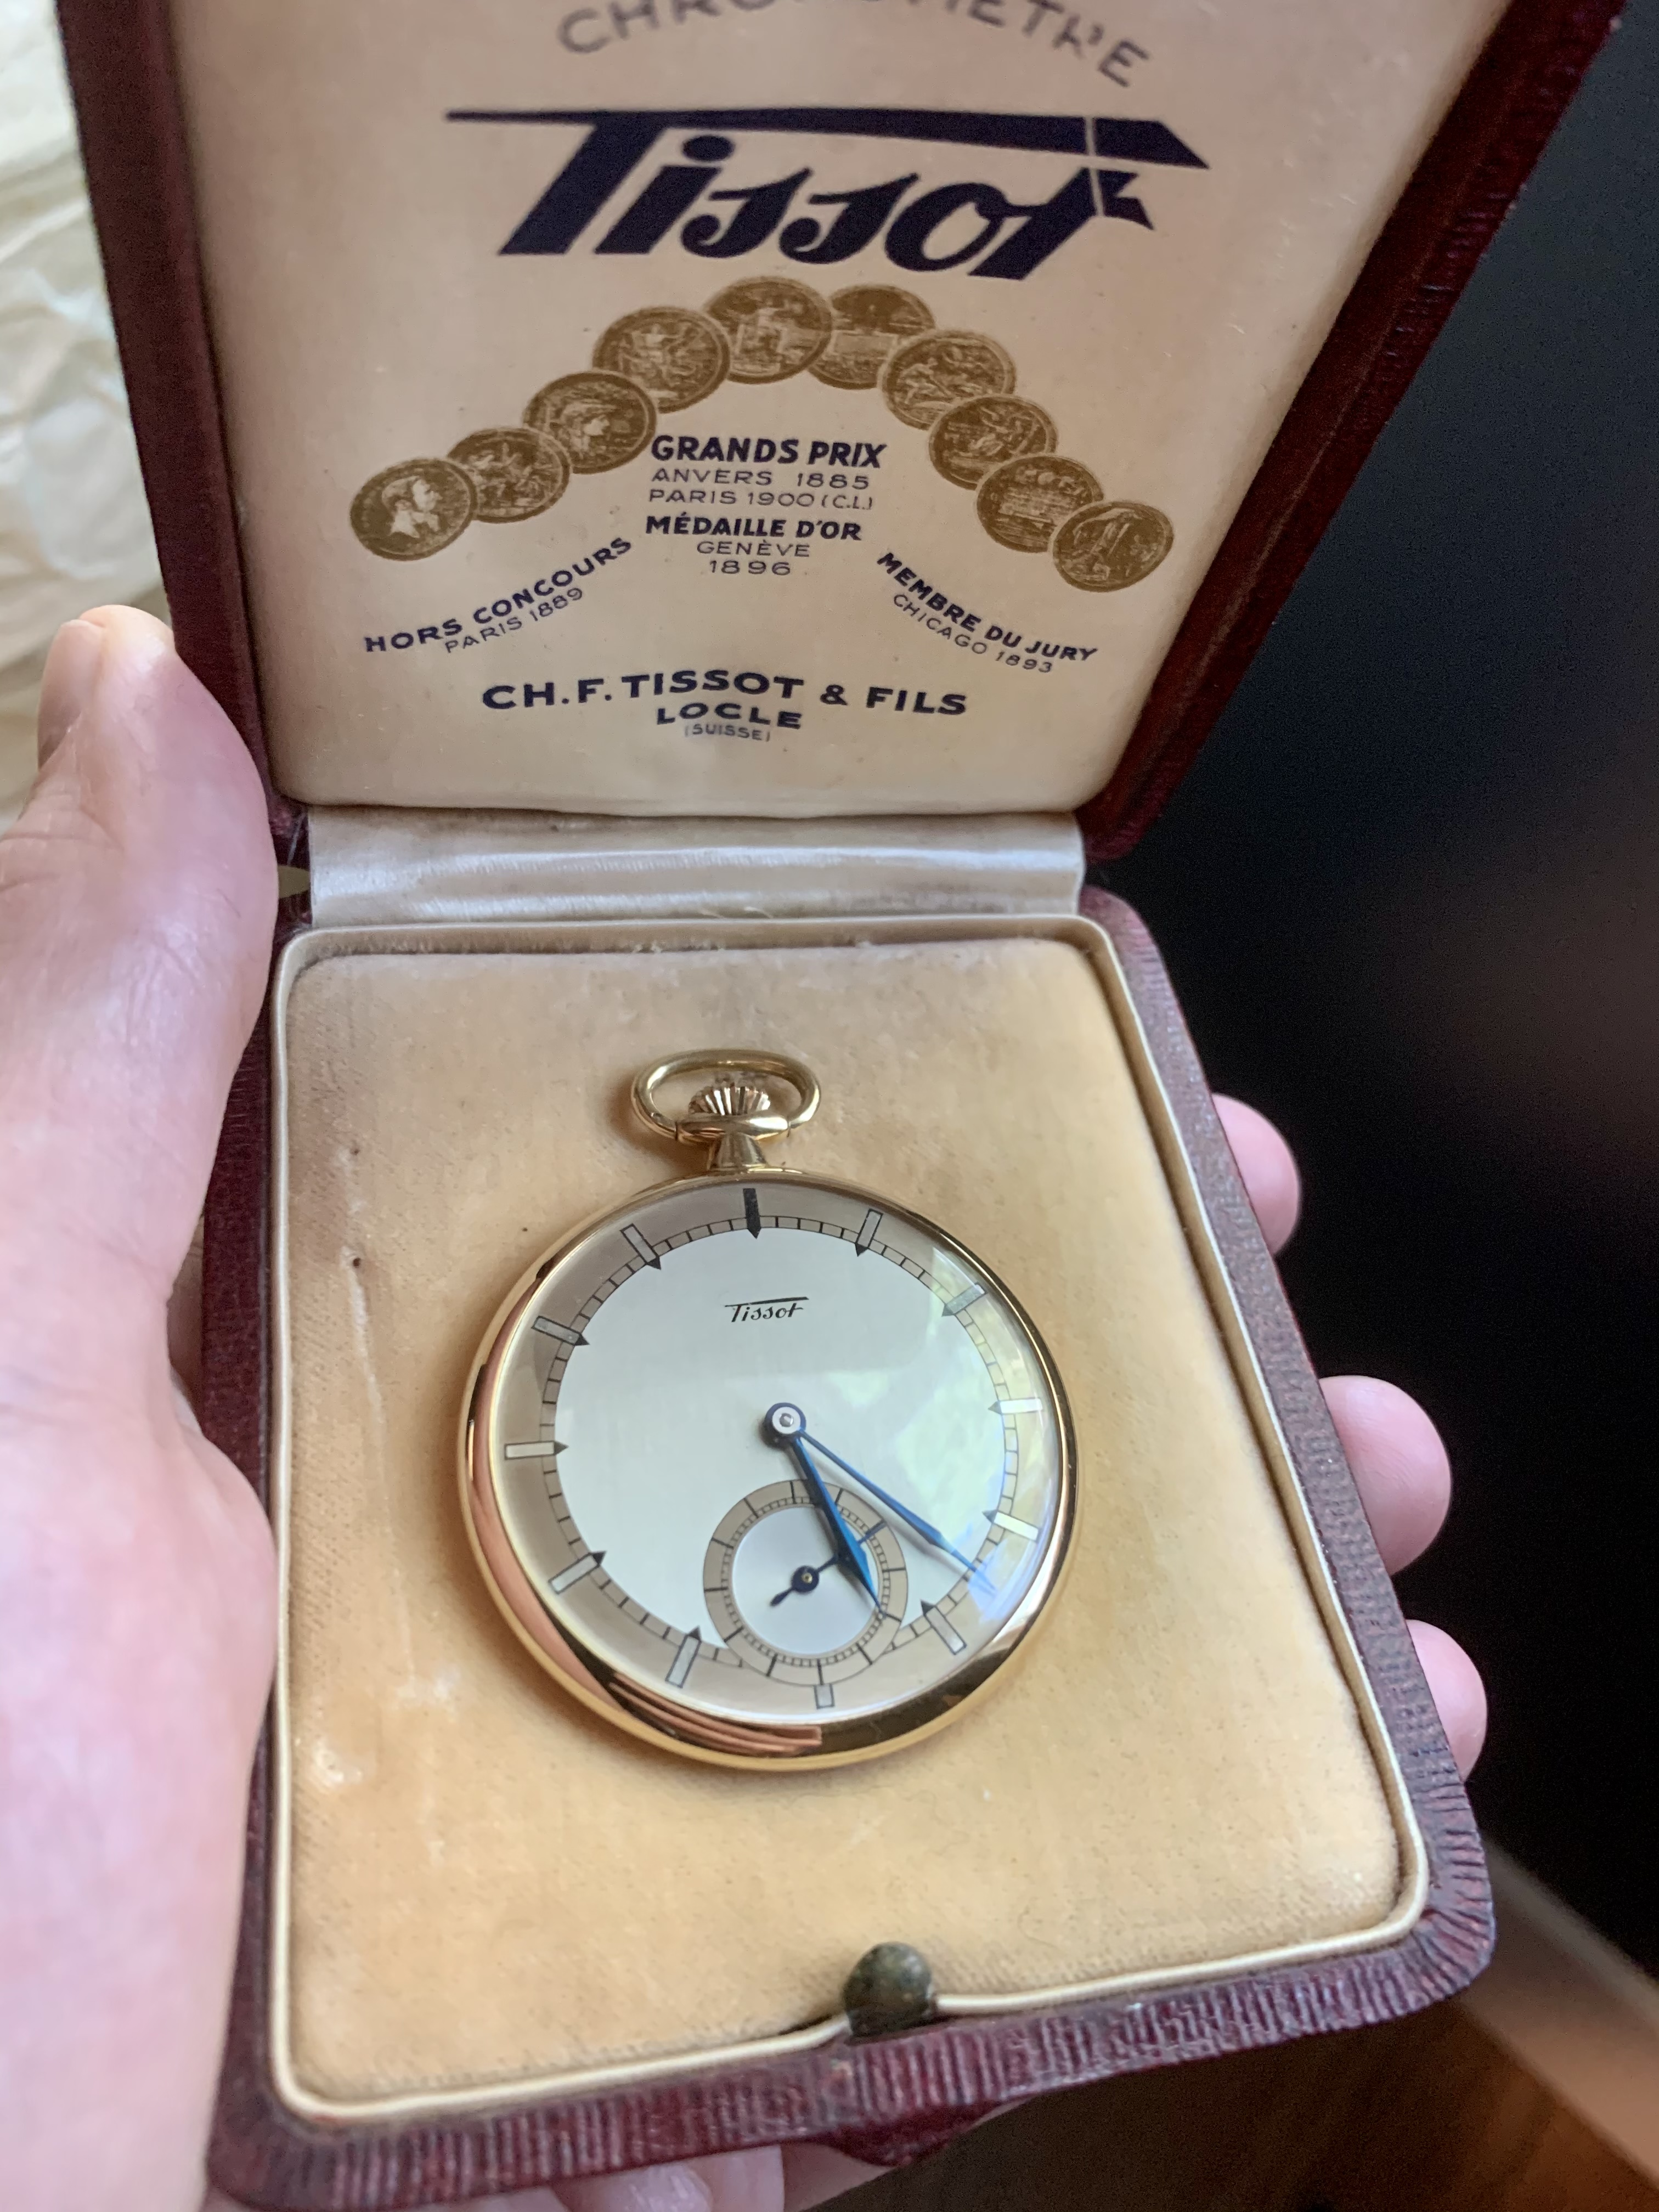 CHRONOMETRE
Tissot
GRANDS PRIX
ANVERS 1885
PARIS 1900 (C.L.)
MÉDAILLE D'OR
GENÈVE
1896
HORS CONCOURS
PARIS 1889
MEMBRE DU JURY
CHICAGO 1893
CH. F. TISSOT & FILS
LOCLE
(SUISSE)
Tissot